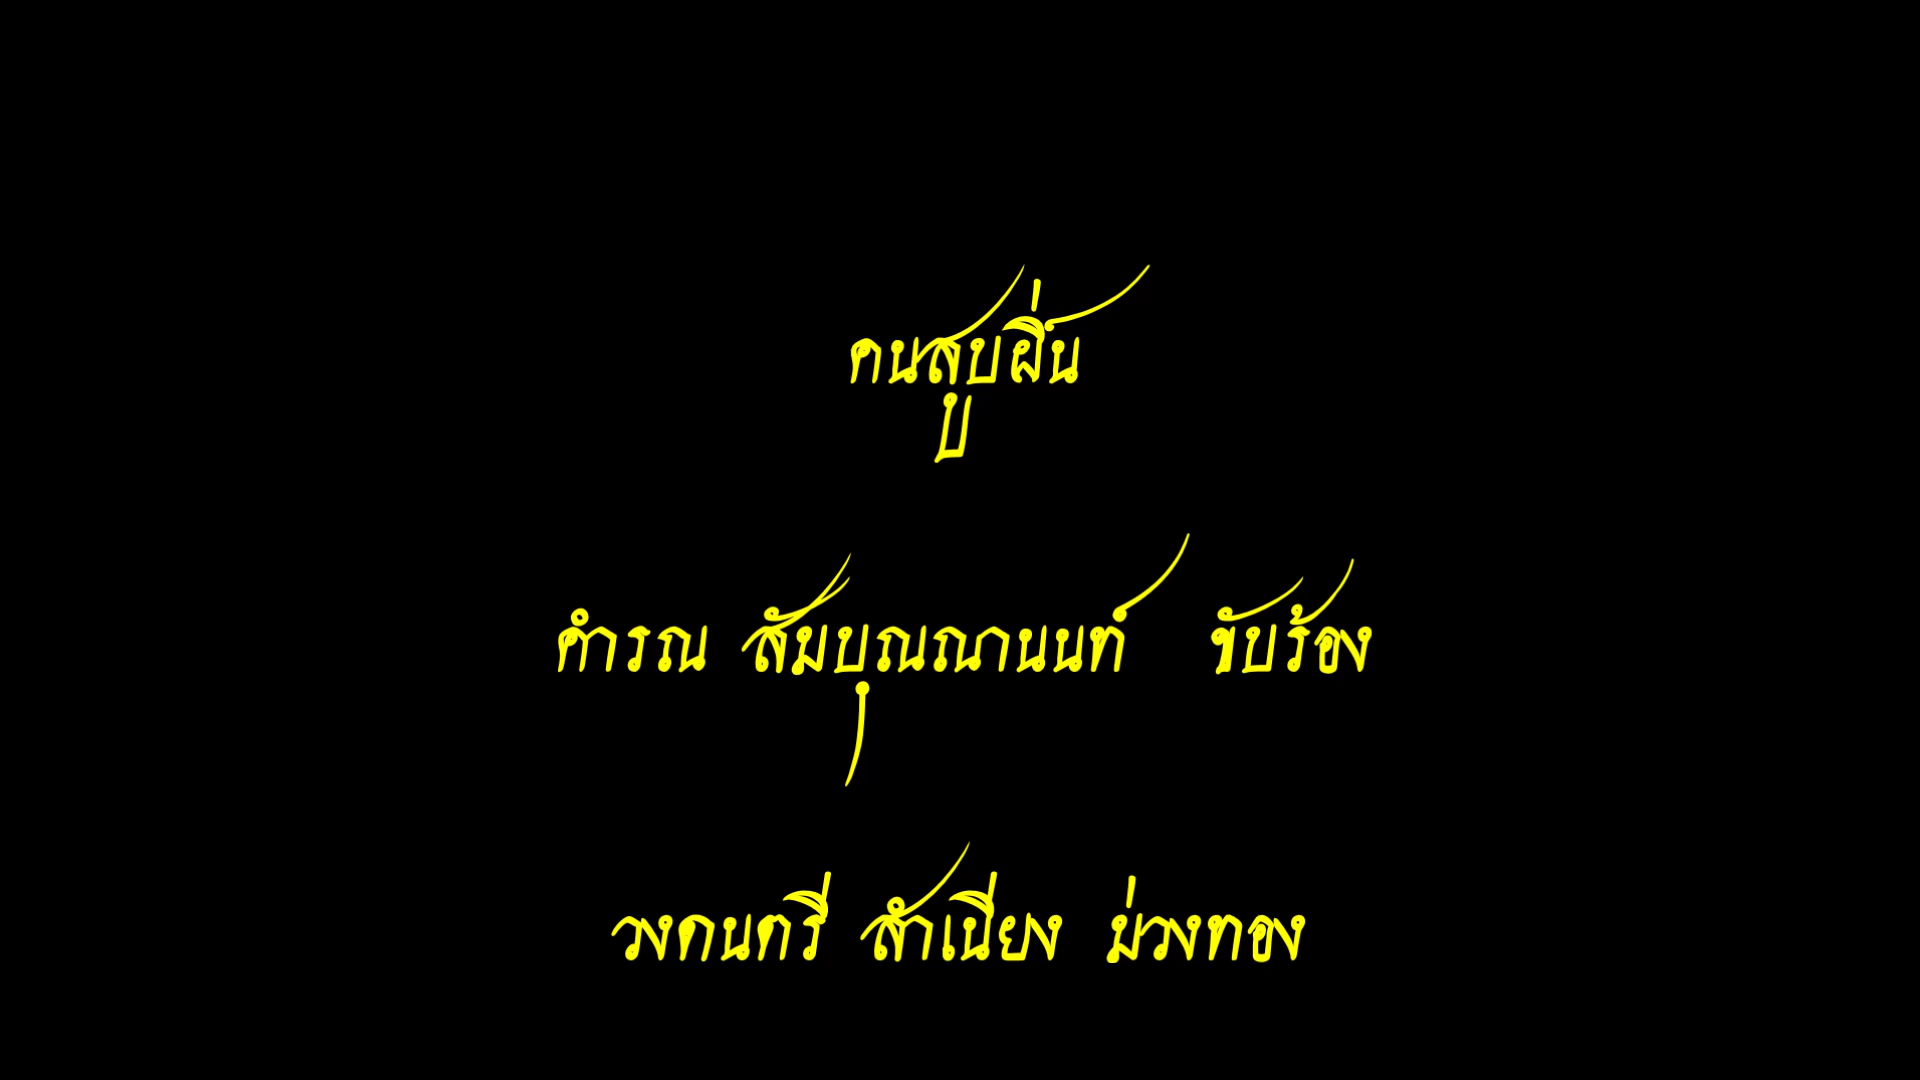 คนสูบฝิ่น
คำรณ สัมบุณณานนท์ ขับร้อง
วงดนตรี สำเนียง ม่วงทอง